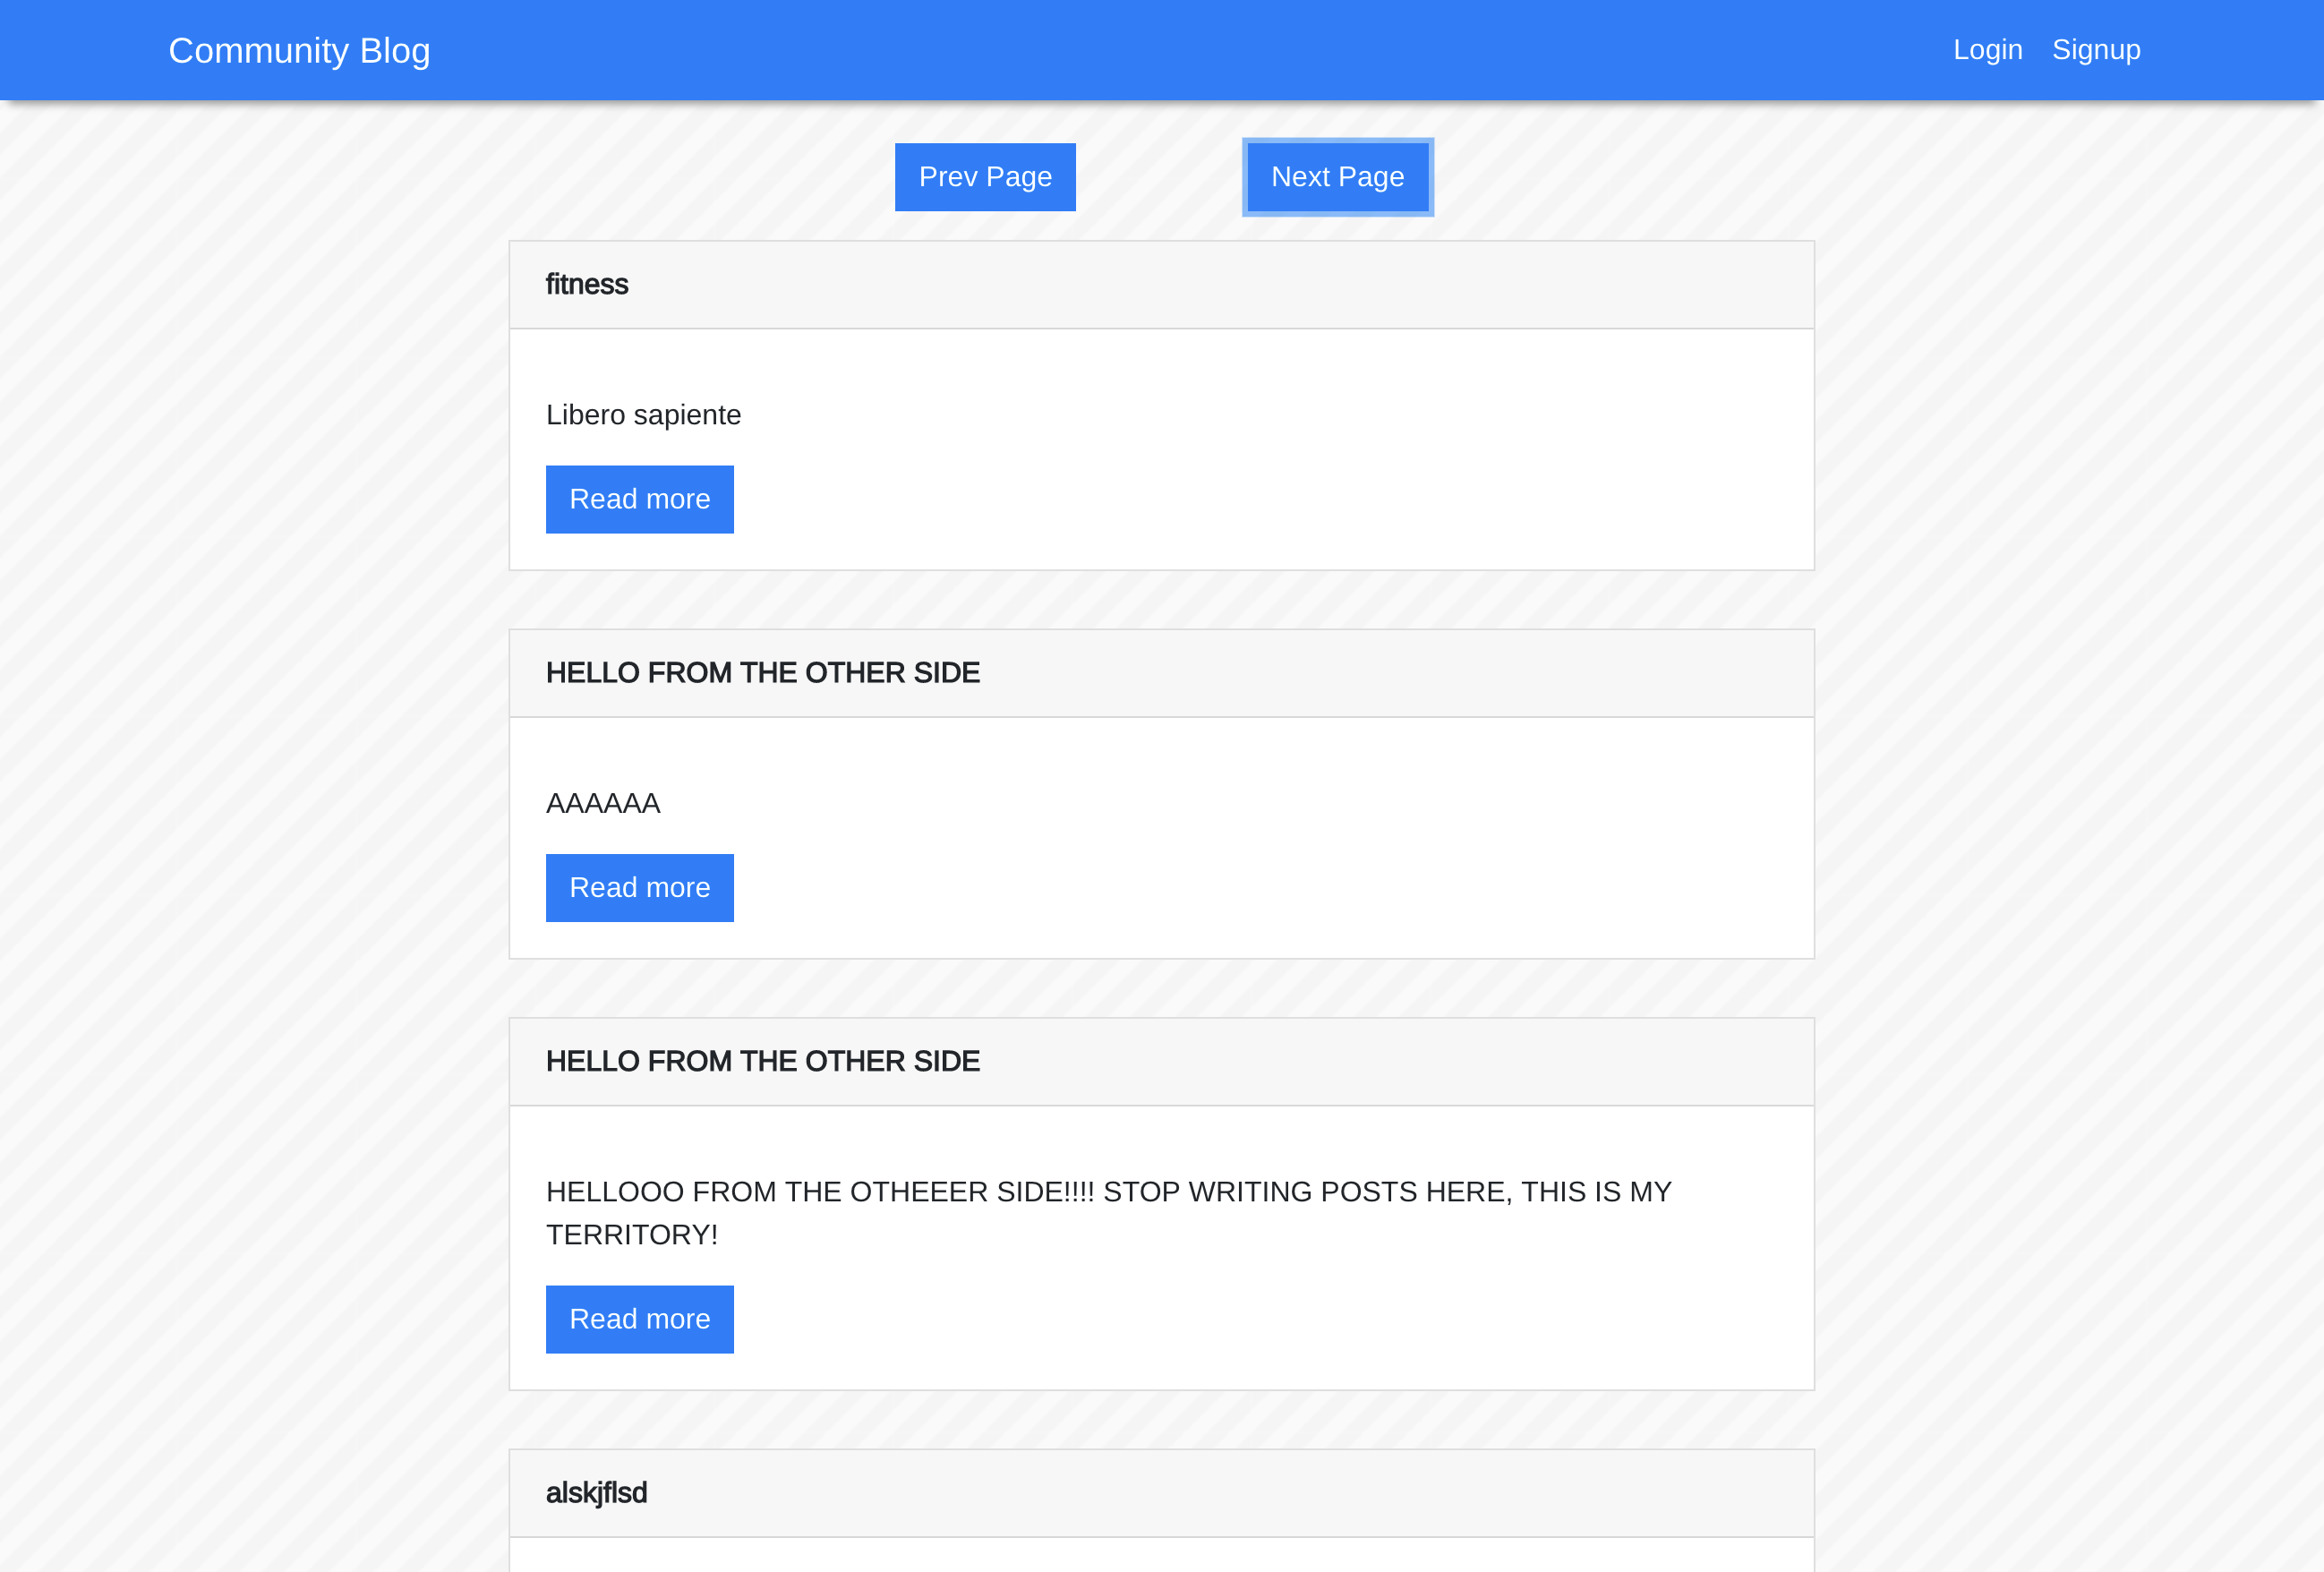 Community Blog
Login
Signup
Prev Page
Next Page
fitness
Libero sapiente
Read more
HELLO FROM THE OTHER SIDE
AAAAAA
Read more
HELLO FROM THE OTHER SIDE
HELLOOO FROM THE OTHEEER SIDE!!!! STOP WRITING POSTS HERE, THIS IS MY
TERRITORY!
Read more
alskjflsd